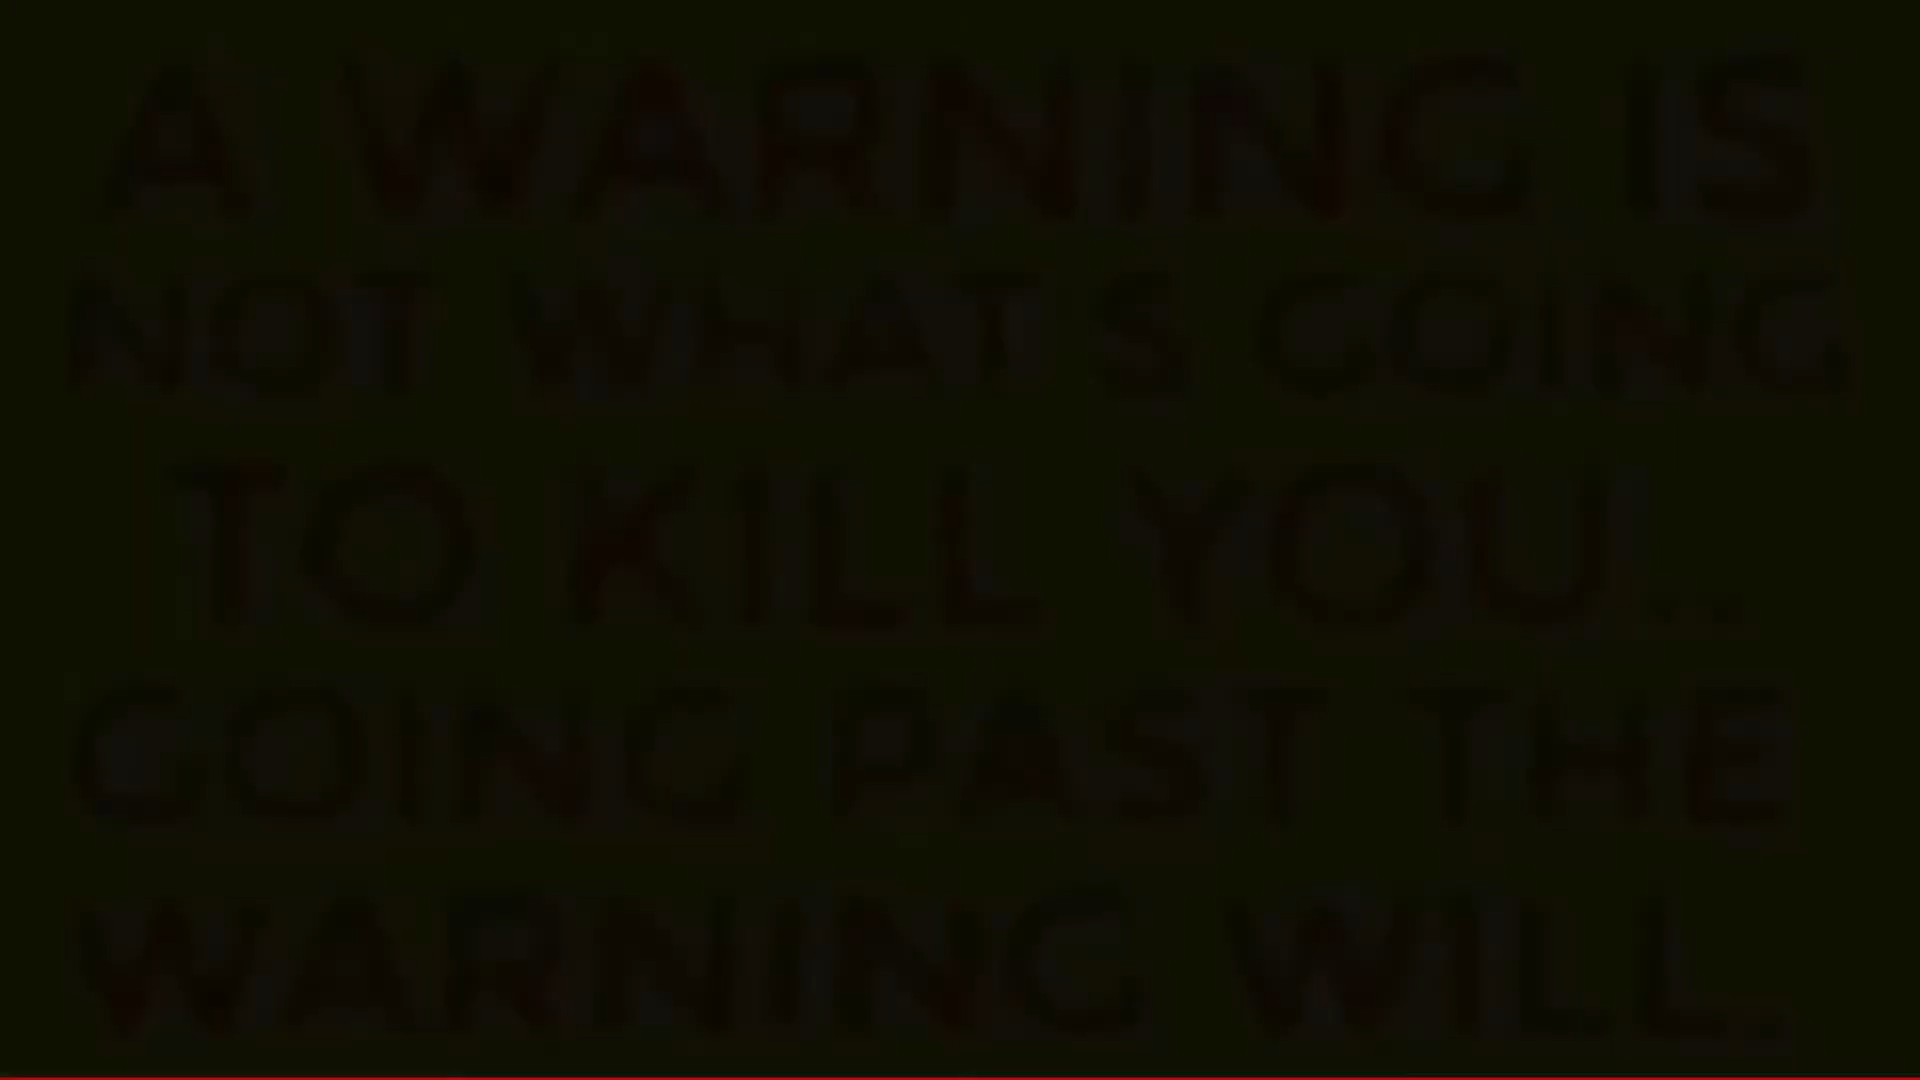 A WARNING IS
NOT WHAT'S GOING
TO KILL YOU..
GOING PAST THE
WARNING WILL.